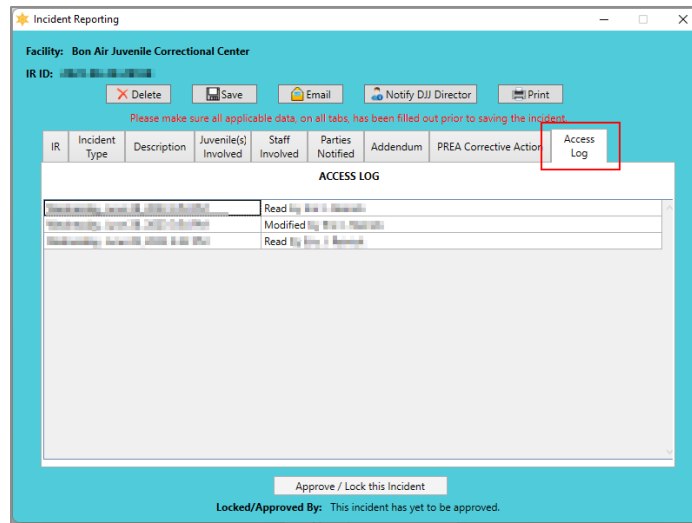 Incident Reporting
Facility: Bon Air Juvenile Correctional Center
IR ID:
Delete Save Email Notify DJJ Director Print
Please make sure all applicable data, on all tabs, has been filled out prior to saving the incident.
IR Incident Type Description Juvenile(s) Involved Staff Involved Parties Notified Addendum PREA Corrective Action Access Log
ACCESS LOG
Read
Modified
Read
Approve / Lock this Incident
Locked/Approved By: This incident has yet to be approved.